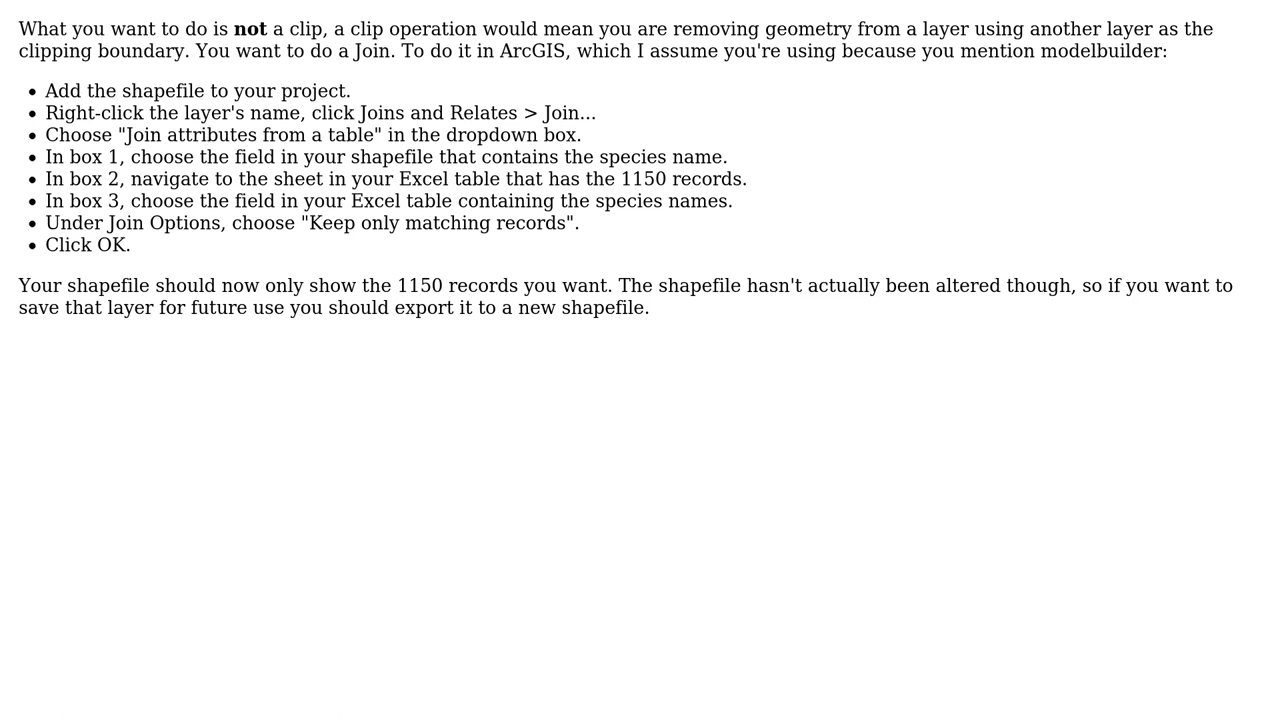 What you want to do is not a clip, a clip operation would mean you are removing geometry from a layer using another layer as the
clipping boundary. You want to do a Join. To do it in ArcGIS, which I assume you're using because you mention modelbuilder:
• Add the shapefile to your project.
• Right-click the layer's name, click Joins and Relates > Join...
• Choose "Join attributes from a table" in the dropdown box.
• In box 1, choose the field in your shapefile that contains the species name.
• In box 2, navigate to the sheet in your Excel table that has the 1150 records.
• In box 3, choose the field in your Excel table containing the species names.
• Under Join Options, choose "Keep only matching records".
• Click OK.
Your shapefile should now only show the 1150 records you want. The shapefile hasn't actually been altered though, so if you want to
save that layer for future use you should export it to a new shapefile.